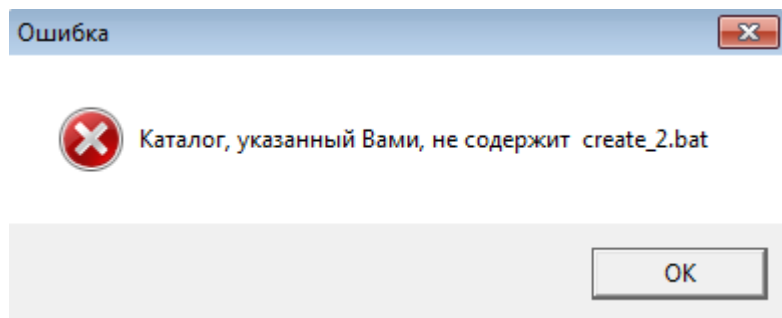 Ошибка
Каталог, указанный Вами, не содержит  create_2.bat
OK